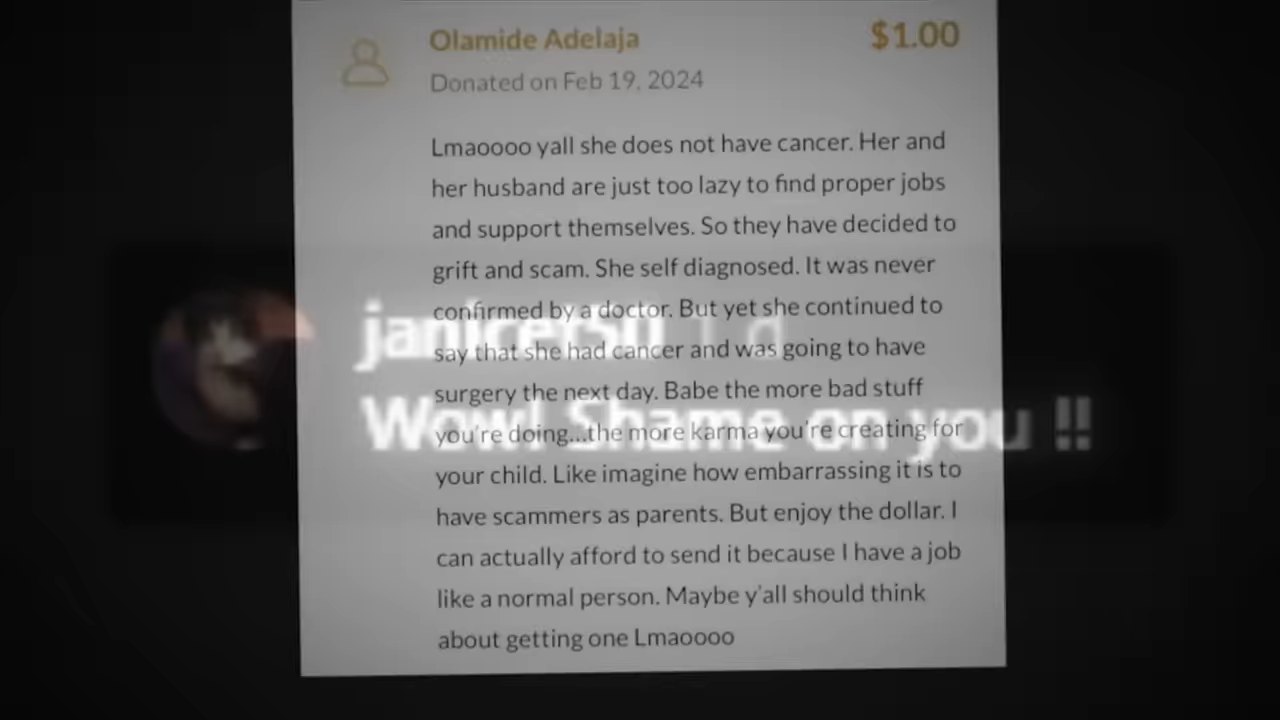 Olamide Adelaja
$1.00
Donated on Feb 19, 2024
Lmaoooo yall she does not have cancer. Her and
her husband are just too lazy to find proper jobs
and support themselves. So they have decided to
grift and scam. She self diagnosed. It was never
confirmed by a doctor. But yet she continued to
say that she had cancer and was going to have
surgery the next day. Babe the more bad stuff
you're doing...the more karma you're creating for
your child. Like imagine how embarrassing it is to
have scammers as parents. But enjoy the dollar. I
can actually afford to send it because I have a job
like a normal person. Maybe y'all should think
about getting one Lmaoooo
1 d
Wow! Shame on you !!